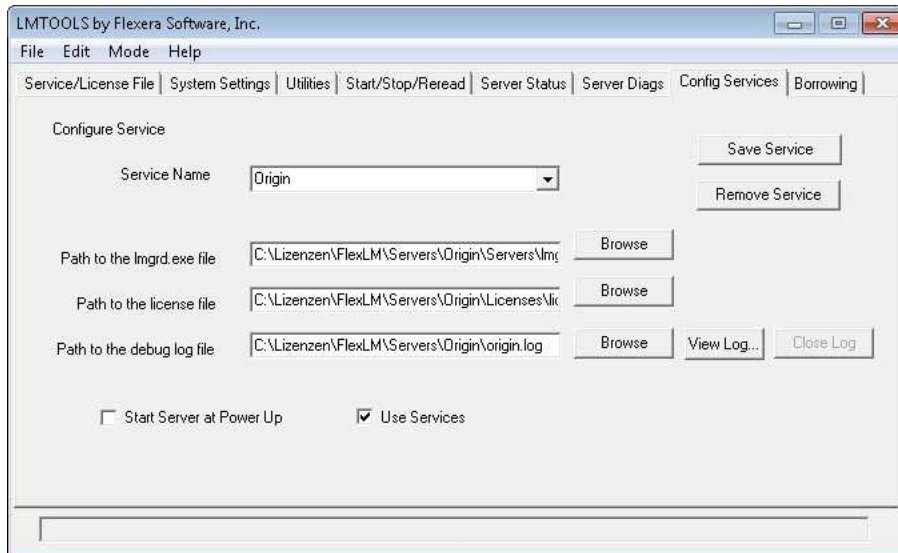 LMTOOLS by Flexera Software, Inc.
File Edit Mode Help
Service/License File System Settings Utilities Start/Stop/Reread Server Status Server Diags Config Services Borrowing
Configure Service
Save Service
Service Name Origin
Remove Service
Path to the lmgrd.exe file C:\Lizenzen\FlexLM\Servers\Origin\Servers\lmg Browse
Path to the license file C:\Lizenzen\FlexLM\Servers\Origin\Licenses\lic Browse
Path to the debug log file C:\Lizenzen\FlexLM\Servers\Origin\origin.log Browse View Log... Close Log
Start Server at Power Up Use Services